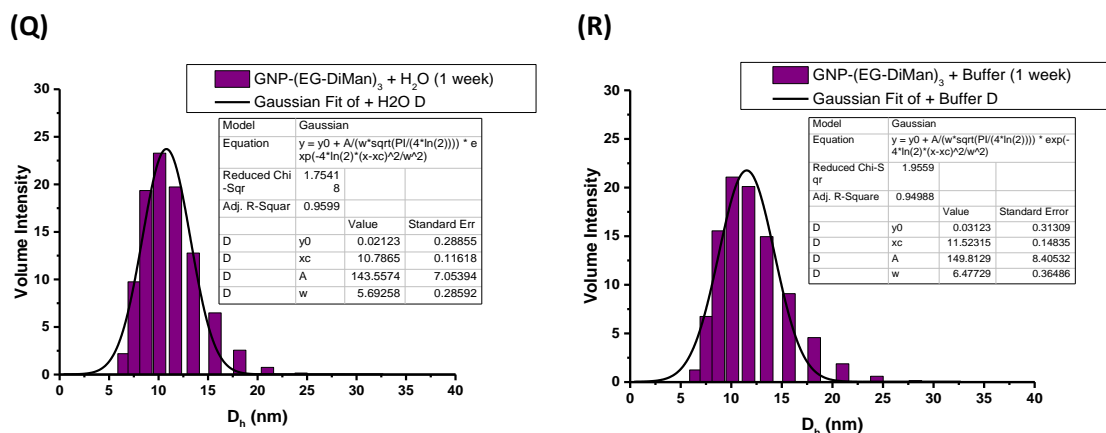 (Q)
GNP-(EG-DiMan)3 + H2O (1 week)
Gaussian Fit of + H2O D
Model Gaussian
Equation y = y0 + A/(w*sqrt(PI/(4*ln(2)))) * e
xp(-4*ln(2)*(x-xc)^2/w^2)
Reduced Chi 1.7541
-Sqr 8
Adj. R-Squar 0.9599
Value Standard Err
D y0 0.02123 0.28855
D xc 10.7865 0.11618
D A 143.5574 7.05394
D w 5.69258 0.28592
Volume Intensity
30
25
20
15
10
5
0
0 5 10 15 20 25 30 35 40
Dh (nm)
(R)
GNP-(EG-DiMan)3 + Buffer (1 week)
Gaussian Fit of + Buffer D
Model Gaussian
Equation y = y0 + A/(w*sqrt(PI/(4*ln(2)))) * exp(-
4*ln(2)*(x-xc)^2/w^2)
Reduced Chi-S 1.9559
qr
Adj. R-Square 0.94988
Value Standard Error
D y0 0.03123 0.31309
D xc 11.52315 0.14835
D A 149.8129 8.40532
D w 6.47729 0.36486
Volume Intensity
30
25
20
15
10
5
0
0 5 10 15 20 25 30 35 40
Dh (nm)